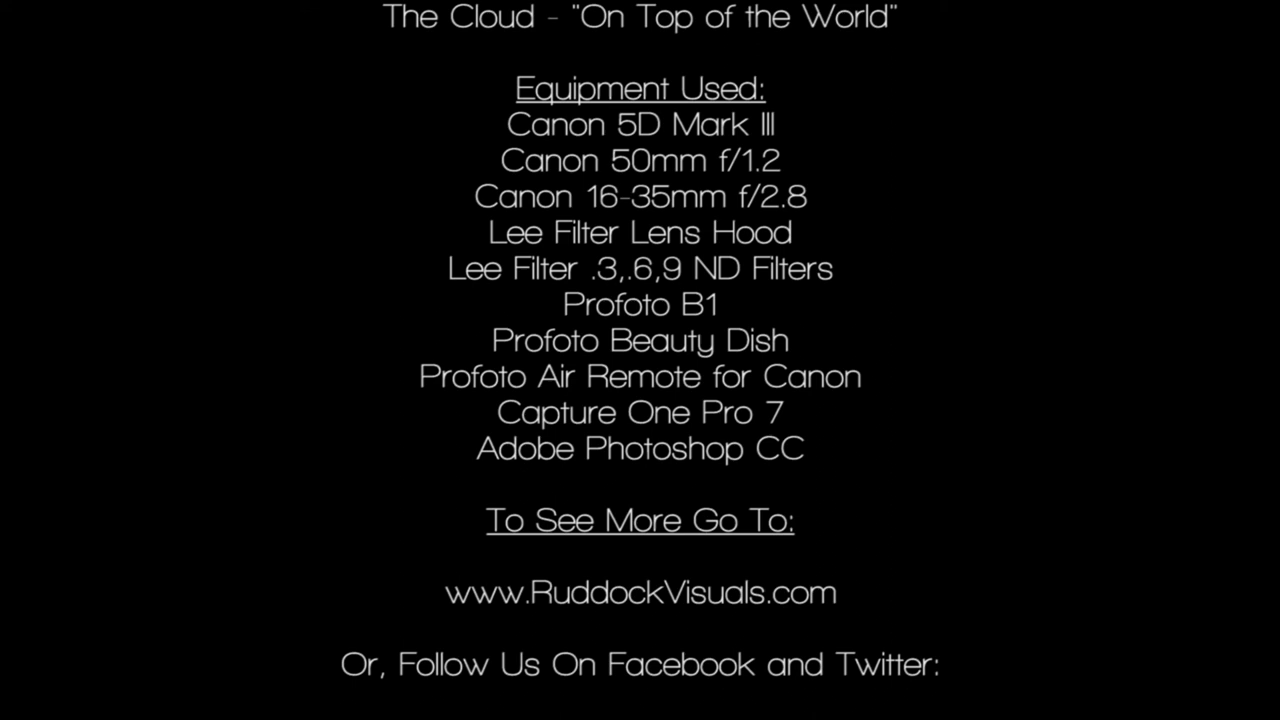 The Cloud - "On Top of the World"
Equipment Used:
Canon 5D Mark III
Canon 50mm f/1.2
Canon 16-35mm f/2.8
Lee Filter Lens Hood
Lee Filter .3,.6,9 ND Filters
Profoto B1
Profoto Beauty Dish
Profoto Air Remote for Canon
Capture One Pro 7
Adobe Photoshop CC
To See More Go To:
www.RuddockVisuals.com
Or, Follow Us On Facebook and Twitter: